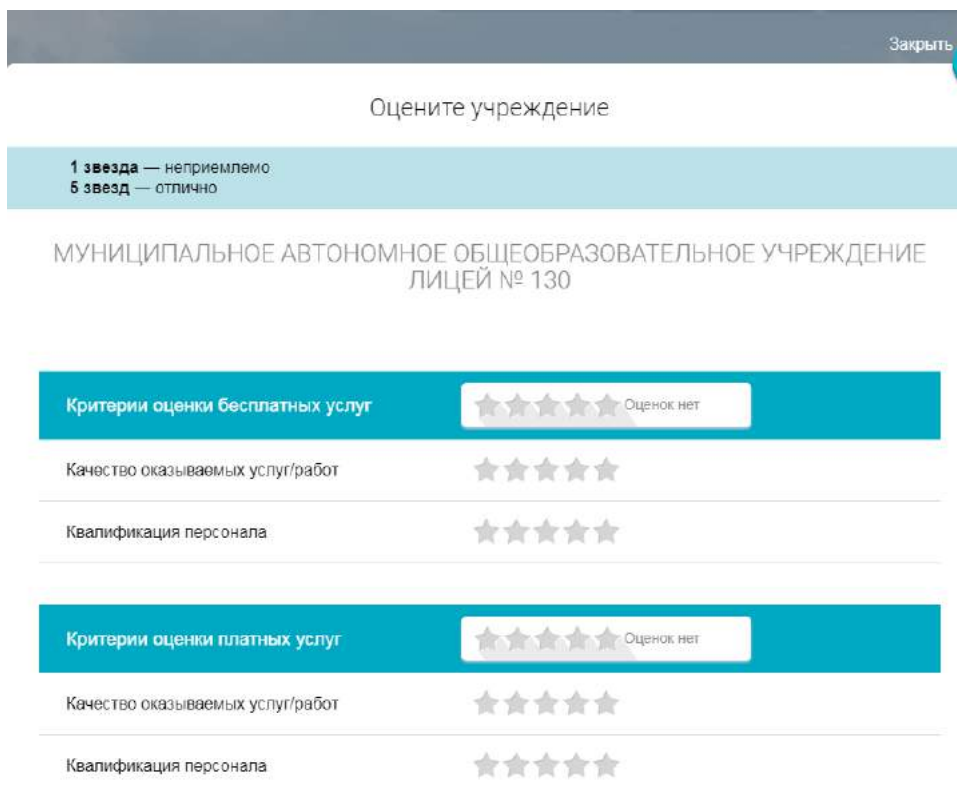 Закрыть
Оцените учреждение
1 звезда — неприемлемо
5 звезд — отлично
МУНИЦИПАЛЬНОЕ АВТОНОМНОЕ ОБЩЕОБРАЗОВАТЕЛЬНОЕ УЧРЕЖДЕНИЕ
ЛИЦЕЙ № 130
Критерии оценки бесплатных услуг Оценок нет
Качество оказываемых услуг/работ
Квалификация персонала
Критерии оценки платных услуг Оценок нет
Качество оказываемых услуг/работ
Квалификация персонала